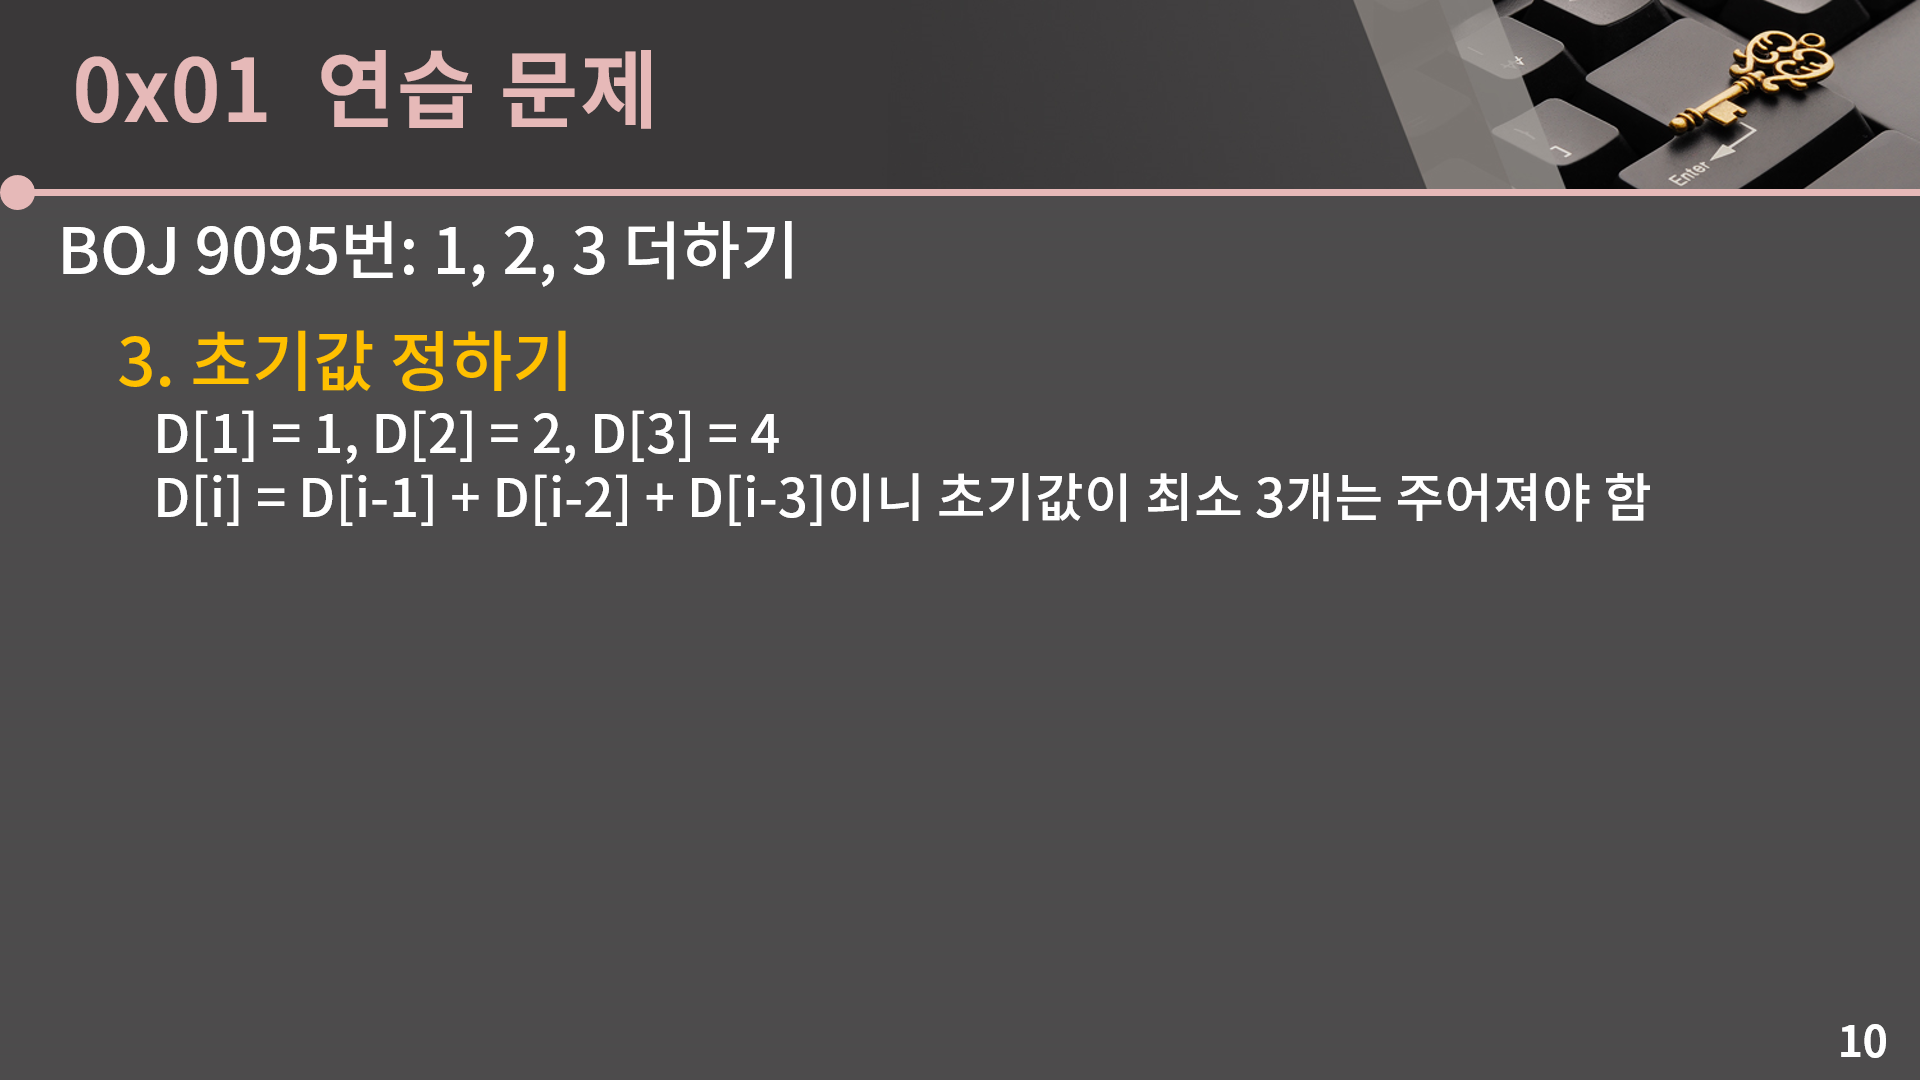 0x01 연습 문제
Enter
BOJ 9095번: 1, 2, 3 더하기
3. 초기값 정하기
D[1] = 1, D[2] = 2, D[3] = 4
D[i] = D[i-1] + D[i-2] + D[i-3]이니 초기값이 최소 3개는 주어져야 함
10